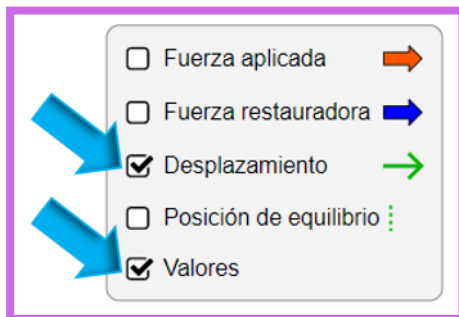 Fuerza aplicada
Fuerza restauradora
Desplazamiento
Posición de equilibrio
Valores